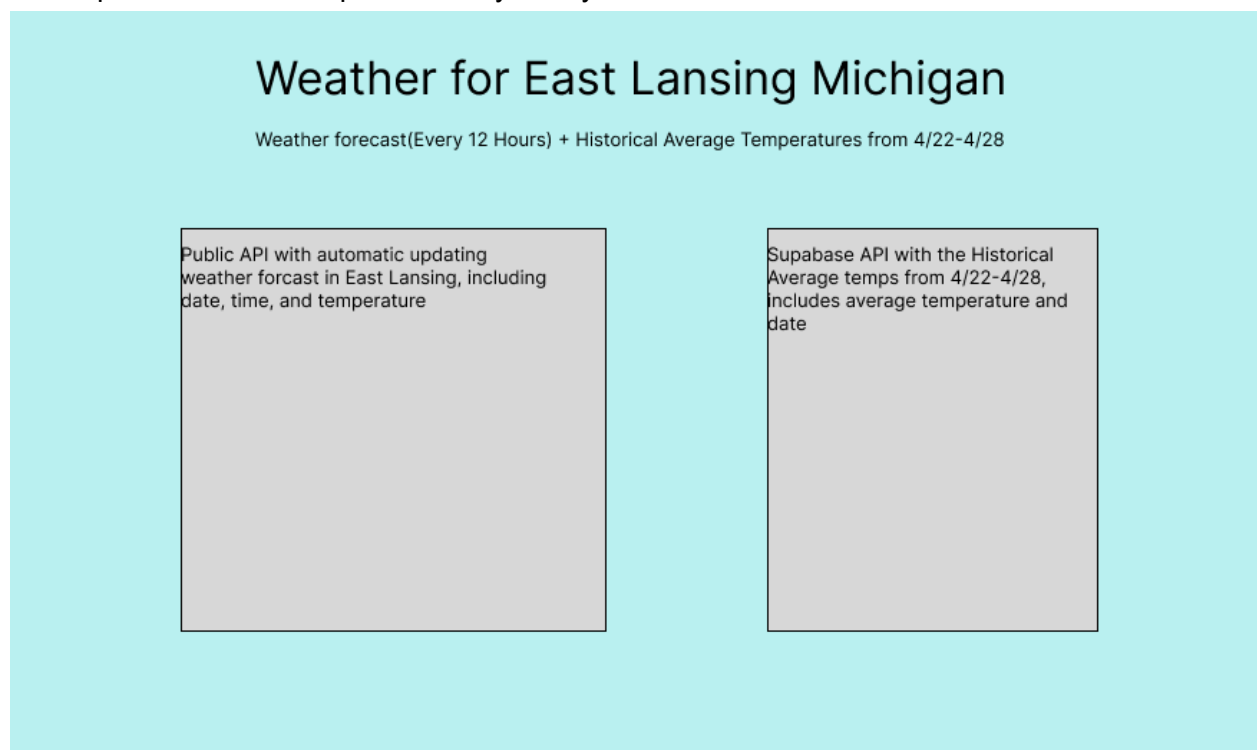 Weather for East Lansing Michigan
Weather forecast(Every 12 Hours) + Historical Average Temperatures from 4/22-4/28
Public API with automatic updating
weather forcast in East Lansing, including
date, time, and temperature
Supabase API with the Historical
Average temps from 4/22-4/28,
includes average temperature and
date